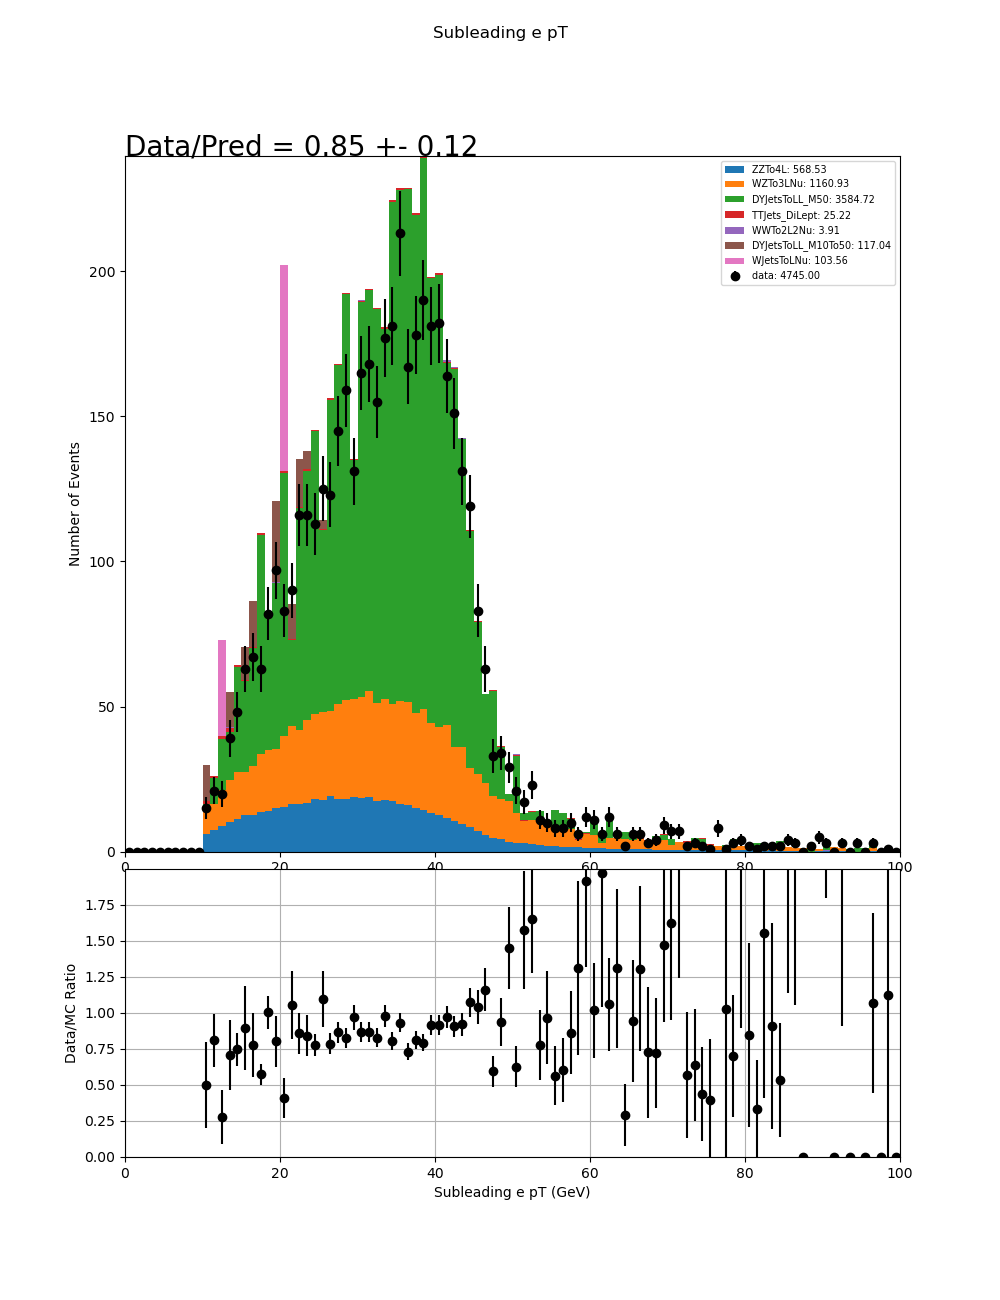 Subleading e pT
Data/Pred = 0.85 +- 0.12
ZZTo4L: 568.53
WZTo3LNu: 1160.93
DYJetsToLL_M50: 3584.72
TTJets_DiLept: 25.22
WWTo2L2Nu: 3.91
DYJetsToLL_M10To50: 117.04
WJetsToLNu: 103.56
data: 4745.00
Number of Events
200
150
100
50
0
0 20 40 60 80 100
Data/MC Ratio
1.75
1.50
1.25
1.00
0.75
0.50
0.25
0.00
0 20 40 60 80 100
Subleading e pT (GeV)